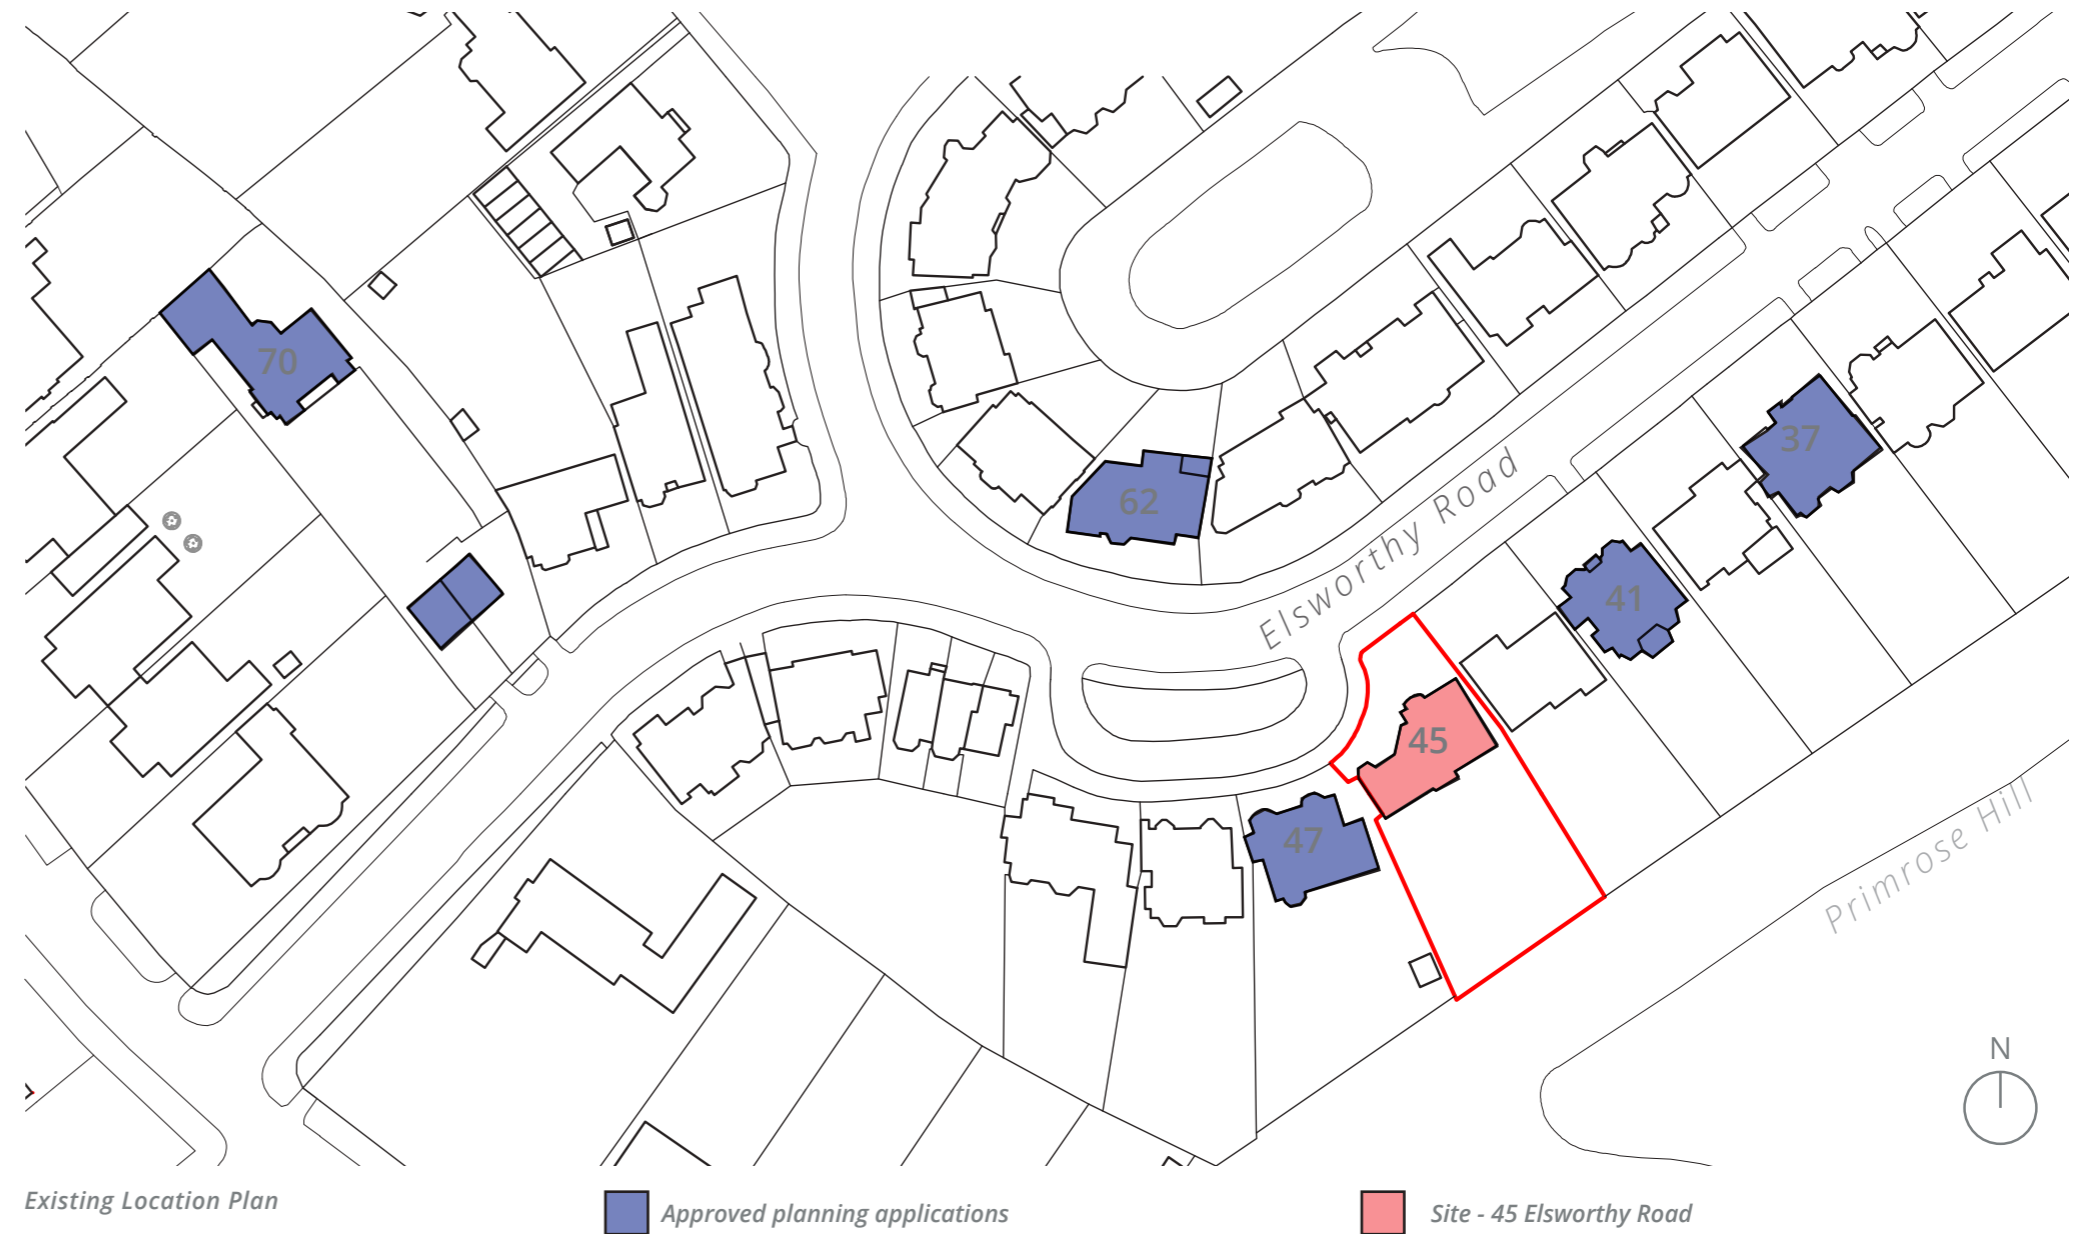 70
37
62
Elsworthy Road
41
45
47
Primrose Hill
N
Existing Location Plan
Approved planning applications
Site - 45 Elsworthy Road